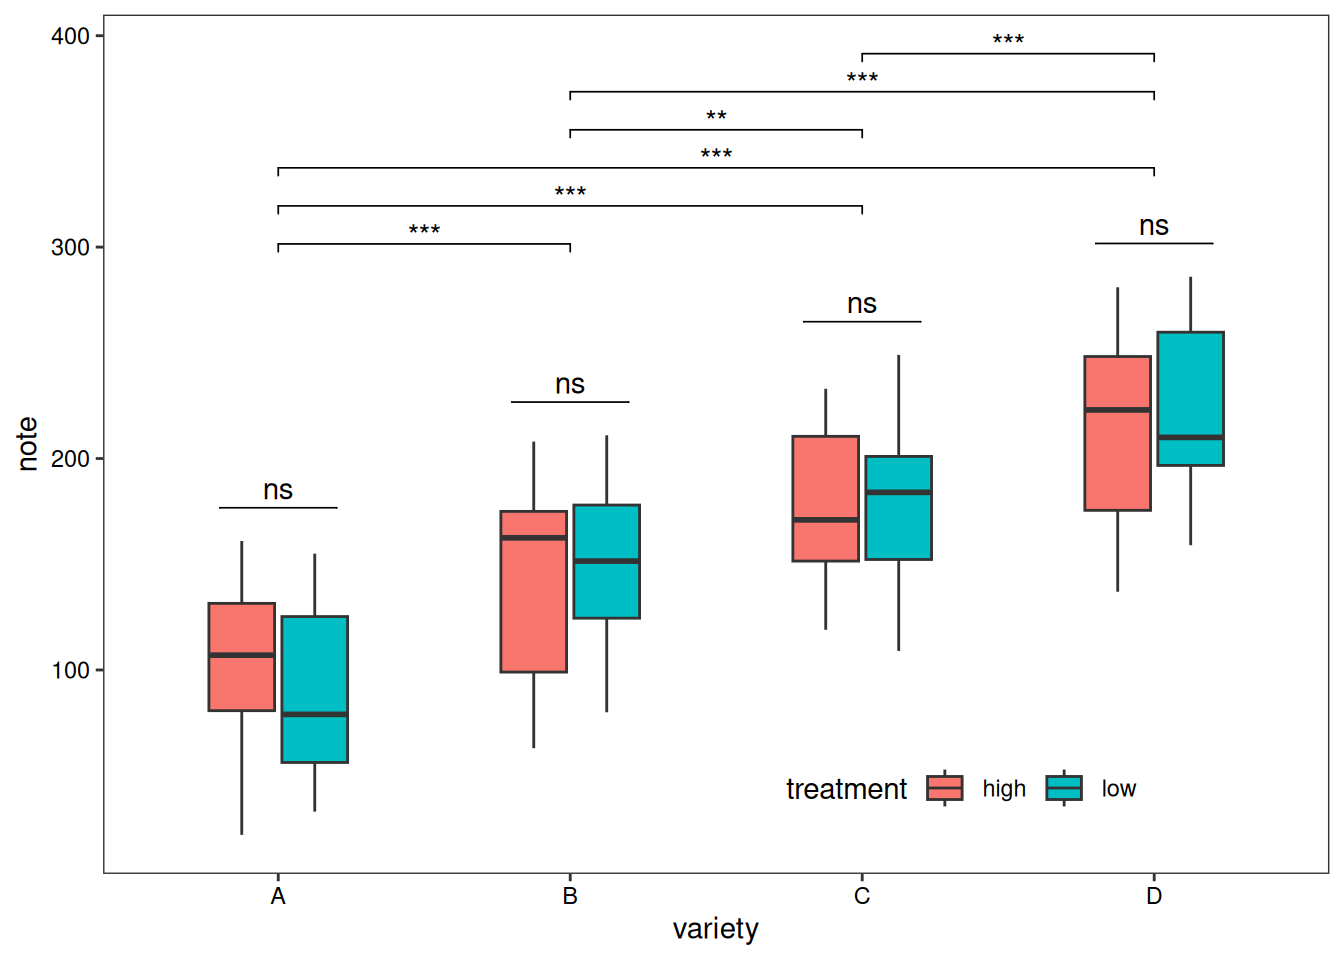 400
***
***
**
***
***
***
300
ns
ns
ns
ns
200
100
note
treatment high low
A B C D
variety